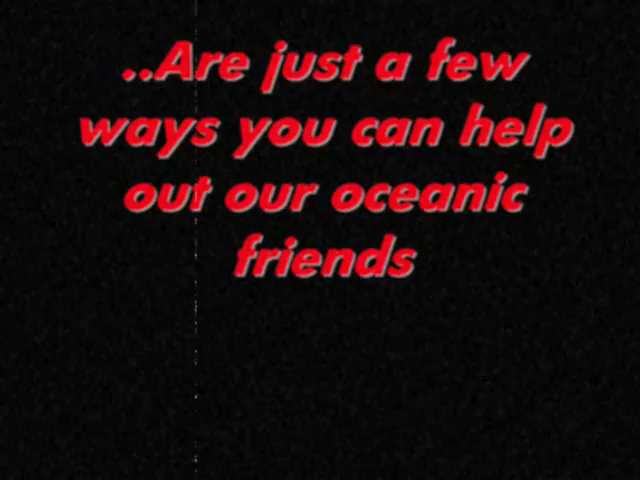 ..Are just a few
ways you can help
out our oceanic
friends